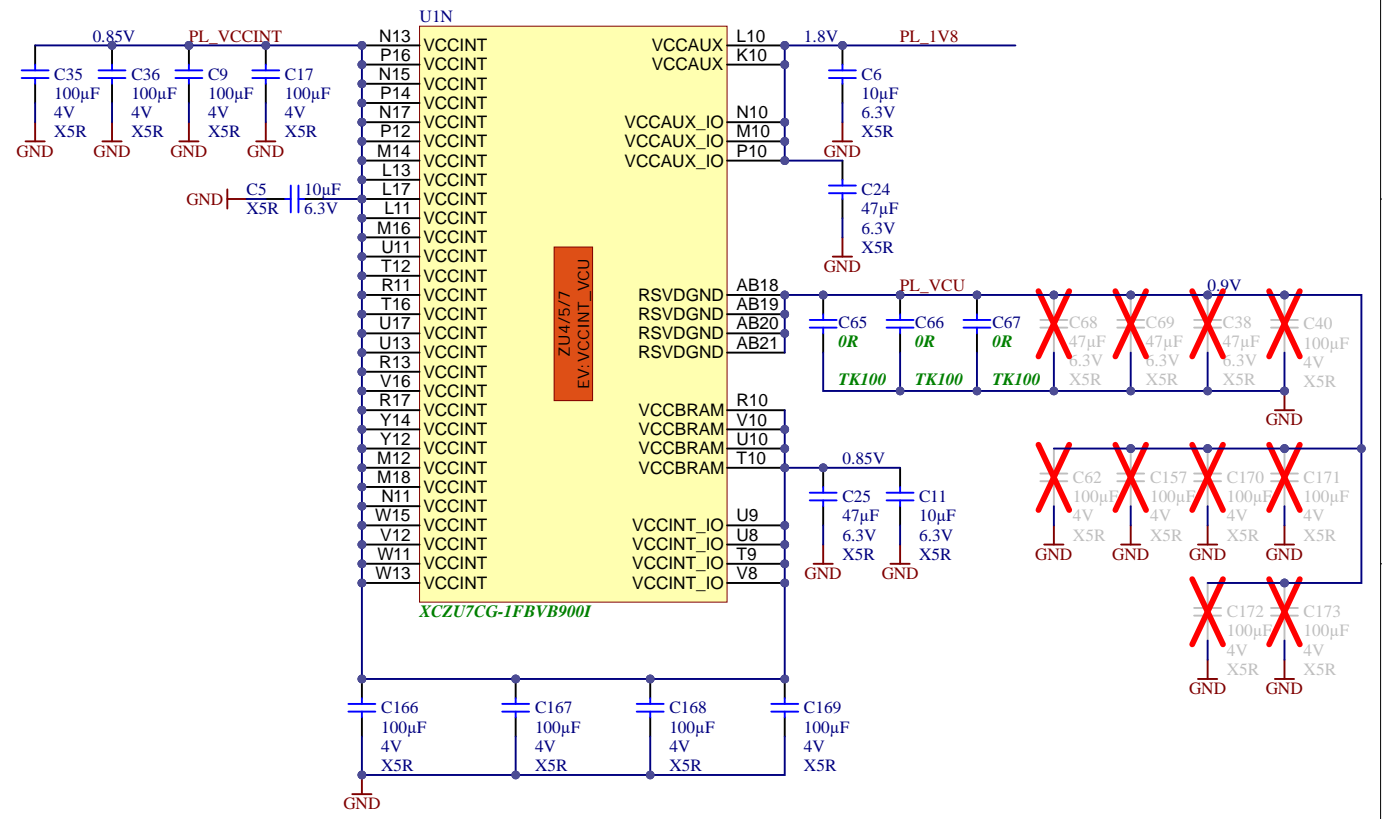 U1N
0.85V PL_VCCINT
C35
100µF
4V
X5R
GND
C36
100µF
4V
X5R
GND
C9
100µF
4V
X5R
GND
C17
100µF
4V
X5R
GND
GND C5 10µF
X5R 6.3V
N13 VCCINT
P16 VCCINT
N15 VCCINT
P14 VCCINT
N17 VCCINT
P12 VCCINT
M14 VCCINT
L13 VCCINT
L17 VCCINT
L11 VCCINT
M16 VCCINT
U11 VCCINT
T12 VCCINT
R11 VCCINT
T16 VCCINT
U17 VCCINT
U13 VCCINT
R13 VCCINT
V16 VCCINT
R17 VCCINT
Y14 VCCINT
Y12 VCCINT
M12 VCCINT
M18 VCCINT
N11 VCCINT
W15 VCCINT
V12 VCCINT
W11 VCCINT
W13 VCCINT
ZU4/5/7
EV:VCCINT_VCU
VCCAUX L10
VCCAUX K10
VCCAUX_IO N10
VCCAUX_IO M10
VCCAUX_IO P10
RSVDGND AB18
RSVDGND AB19
RSVDGND AB20
RSVDGND AB21
VCCBRAM R10
VCCBRAM V10
VCCBRAM U10
VCCBRAM T10
VCCINT_IO U9
VCCINT_IO U8
VCCINT_IO T9
VCCINT_IO V8
XCZU7CG-1FBVB900I
1.8V PL_1V8
C6
10µF
6.3V
X5R
GND
C24
47µF
6.3V
X5R
GND
PL_VCU 0.9V
C65
0R
TK100
C66
0R
TK100
C67
0R
TK100
C68
47µF
6.3V
X5R
C69
47µF
6.3V
X5R
C38
47µF
6.3V
X5R
C40
100µF
4V
X5R
GND
C62
100µF
4V
X5R
GND
C157
100µF
4V
X5R
GND
C170
100µF
4V
X5R
GND
C171
100µF
4V
X5R
GND
C172
100µF
4V
X5R
GND
C173
100µF
4V
X5R
GND
0.85V
C25
47µF
6.3V
X5R
GND
C11
10µF
6.3V
X5R
GND
C166
100µF
4V
X5R
C167
100µF
4V
X5R
C168
100µF
4V
X5R
C169
100µF
4V
X5R
GND